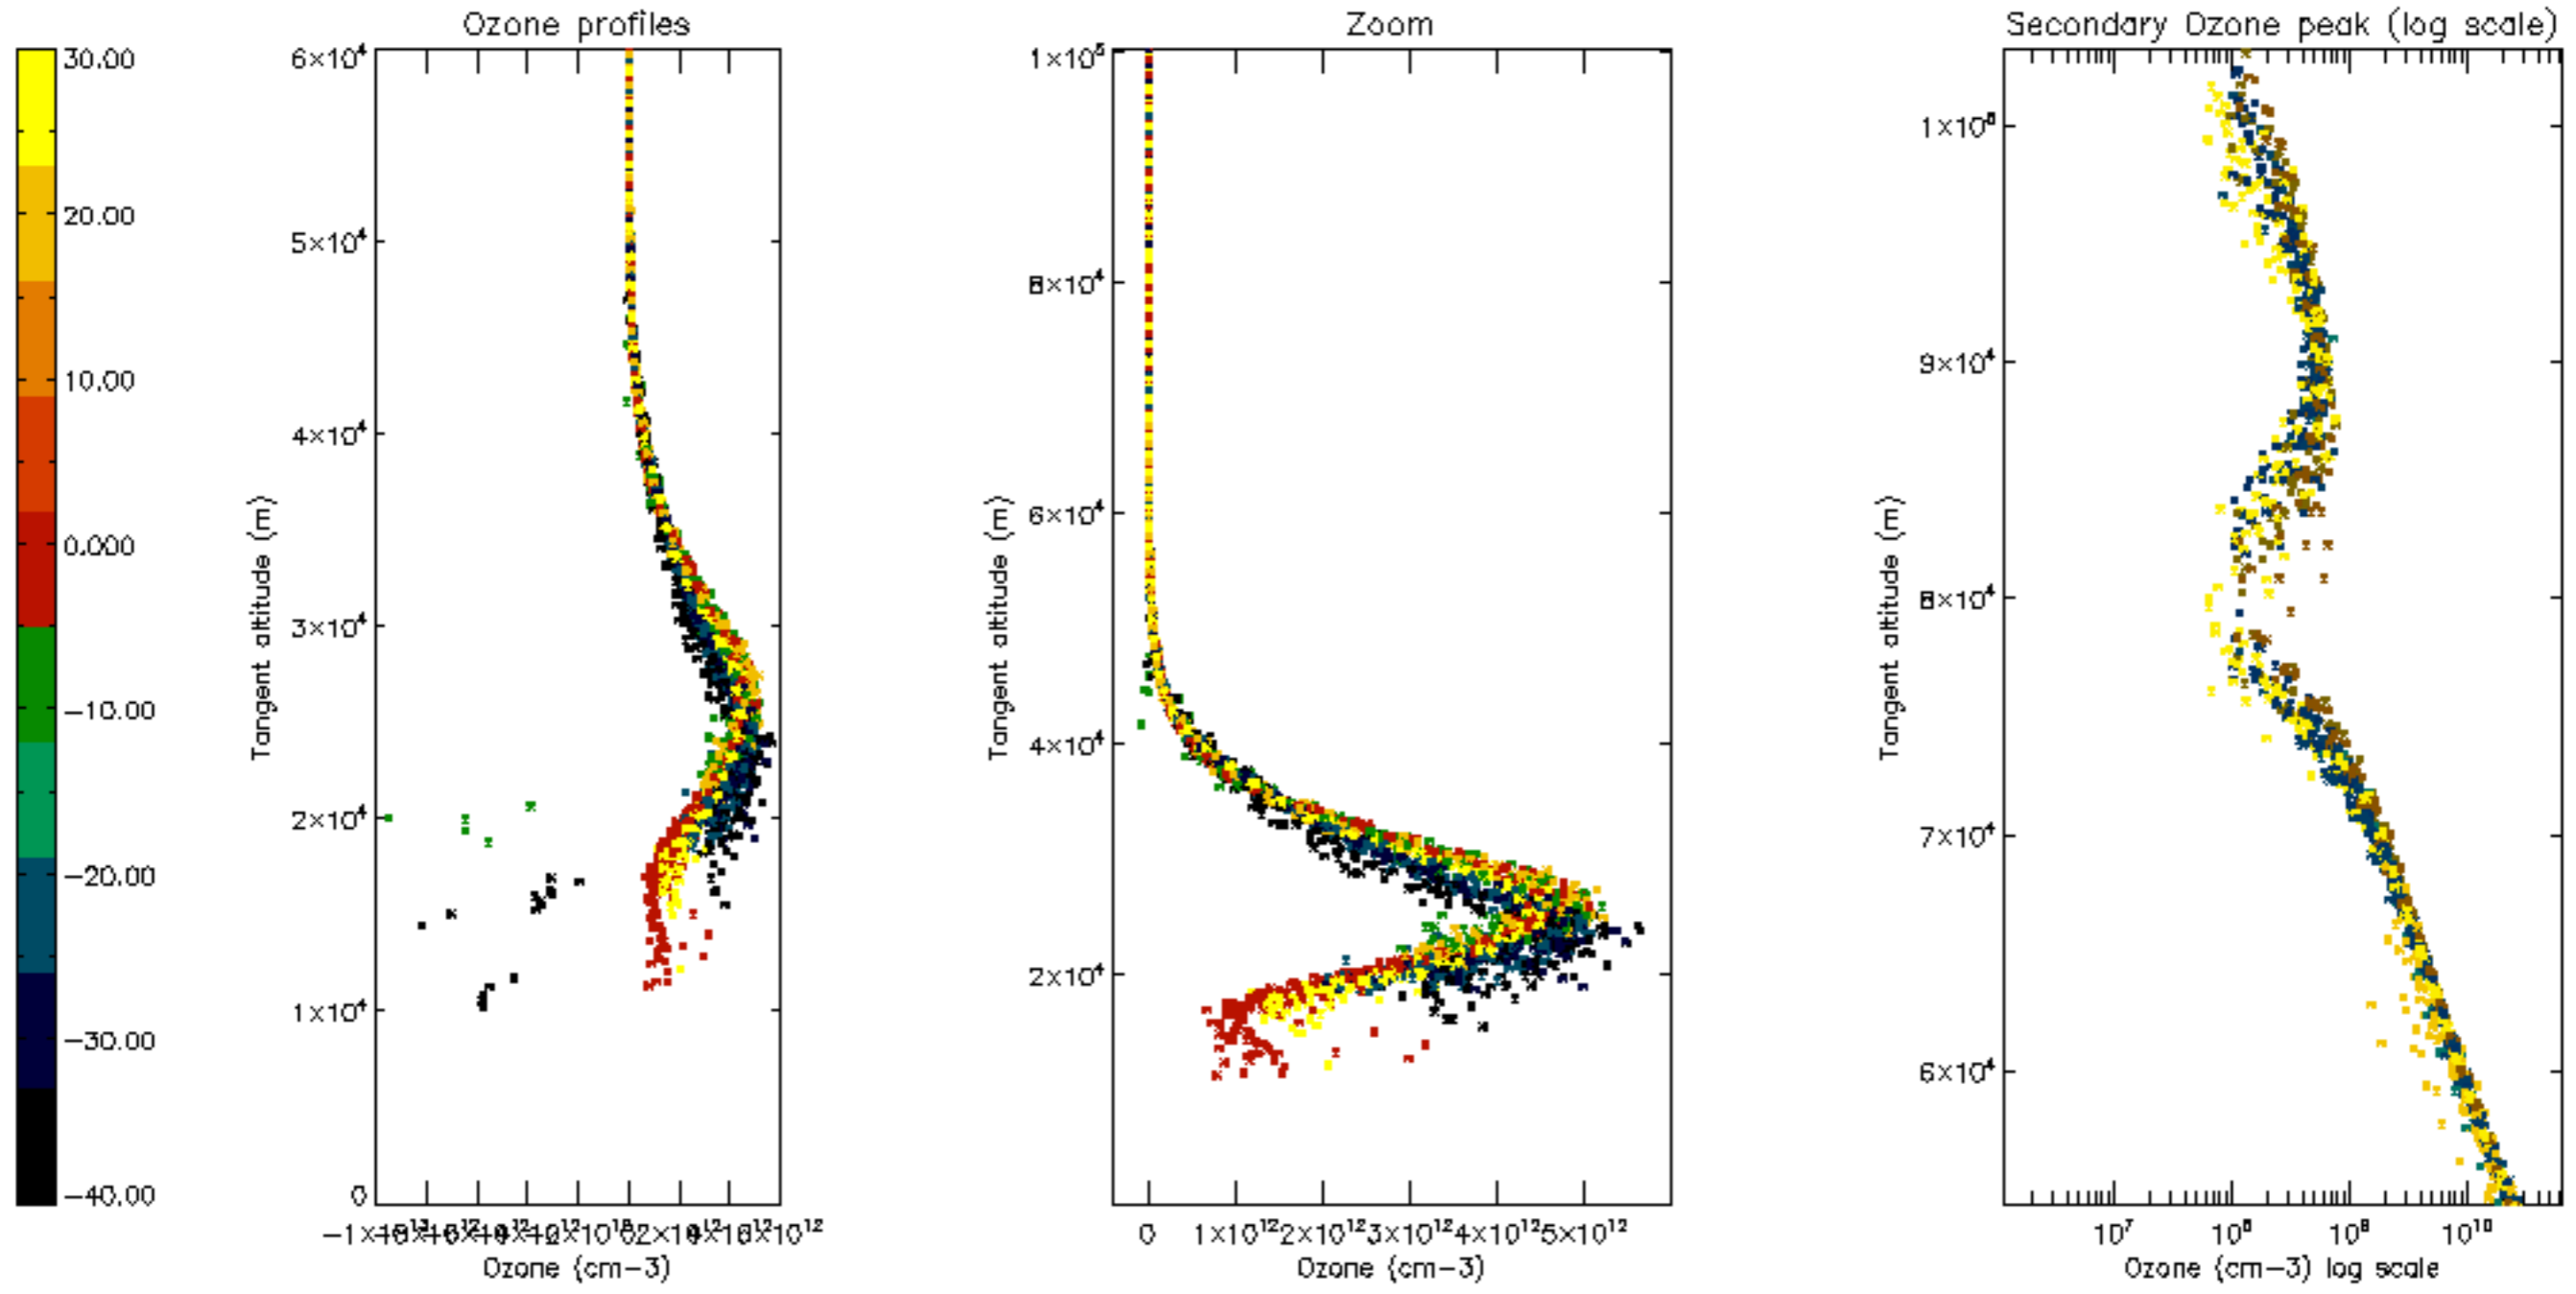 Ozone profiles
Zoom
Secondary Ozone peak (log scale)
30.00
20.00
10.00
0.000
-10.00
-20.00
-30.00
-40.00
6×10⁴
5×10⁴
4×10⁴
3×10⁴
2×10⁴
1×10⁴
0
Tangent altitude (m)
Ozone (cm-3)
1×10⁵
8×10⁴
6×10⁴
4×10⁴
2×10⁴
Tangent altitude (m)
0 1×10¹² 2×10¹² 3×10¹² 4×10¹² 5×10¹²
Ozone (cm-3)
1×10⁵
9×10⁴
8×10⁴
7×10⁴
6×10⁴
Tangent altitude (m)
10⁷ 10⁸ 10⁹ 10¹⁰
Ozone (cm-3) log scale